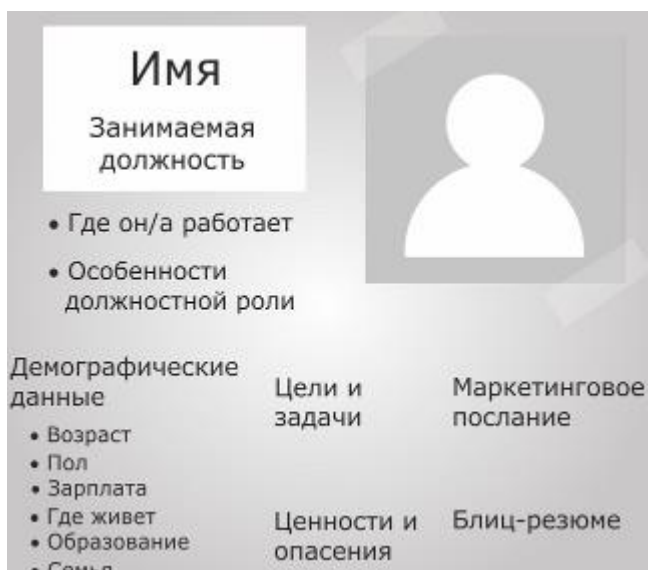 Имя
Занимаемая
должность
• Где он/а работает
• Особенности
должностной роли
Демографические
данные
• Возраст
• Пол
• Зарплата
• Где живет
• Образование
• Семья
Цели и
задачи
Ценности и
опасения
Маркетинговое
послание
Блиц-резюме